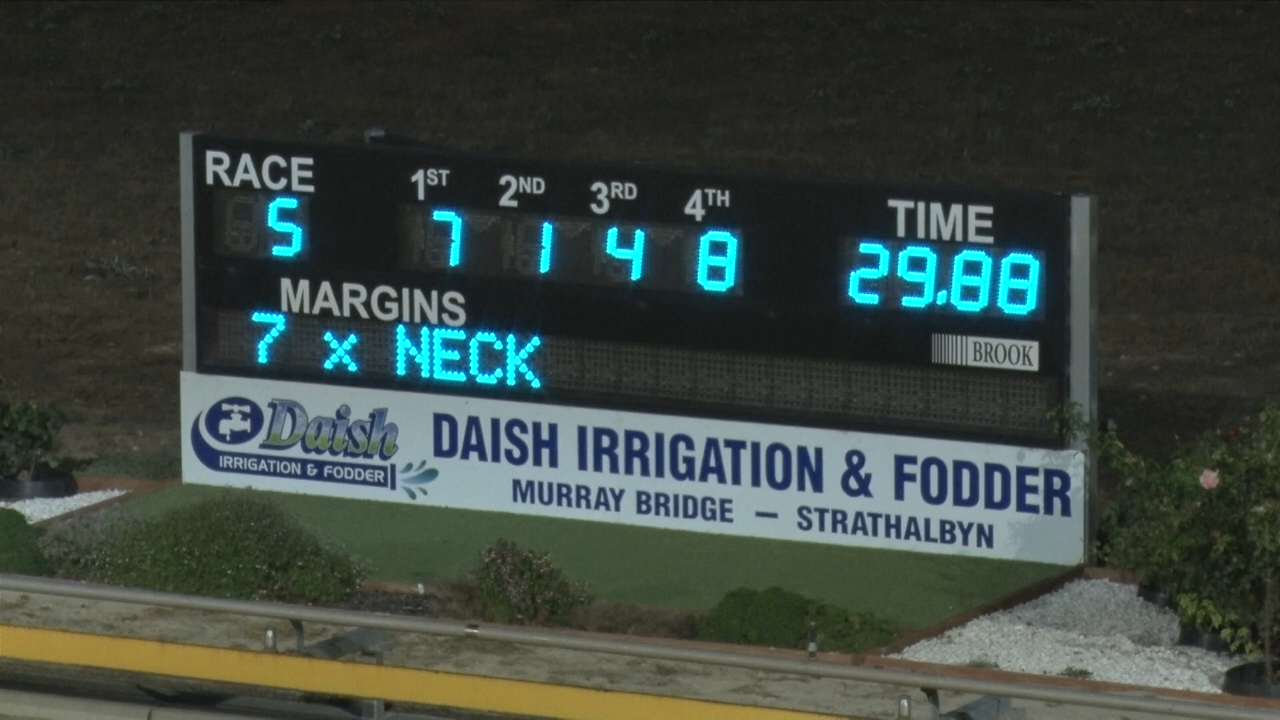 RACE 1ST 2ND 3RD 4TH TIME
5 7 1 4 8 29.88
MARGINS
7 x NECK
BROOK
Daish
IRRIGATION & FODDER
DAISH IRRIGATION & FODDER
MURRAY BRIDGE — STRATHALBYN